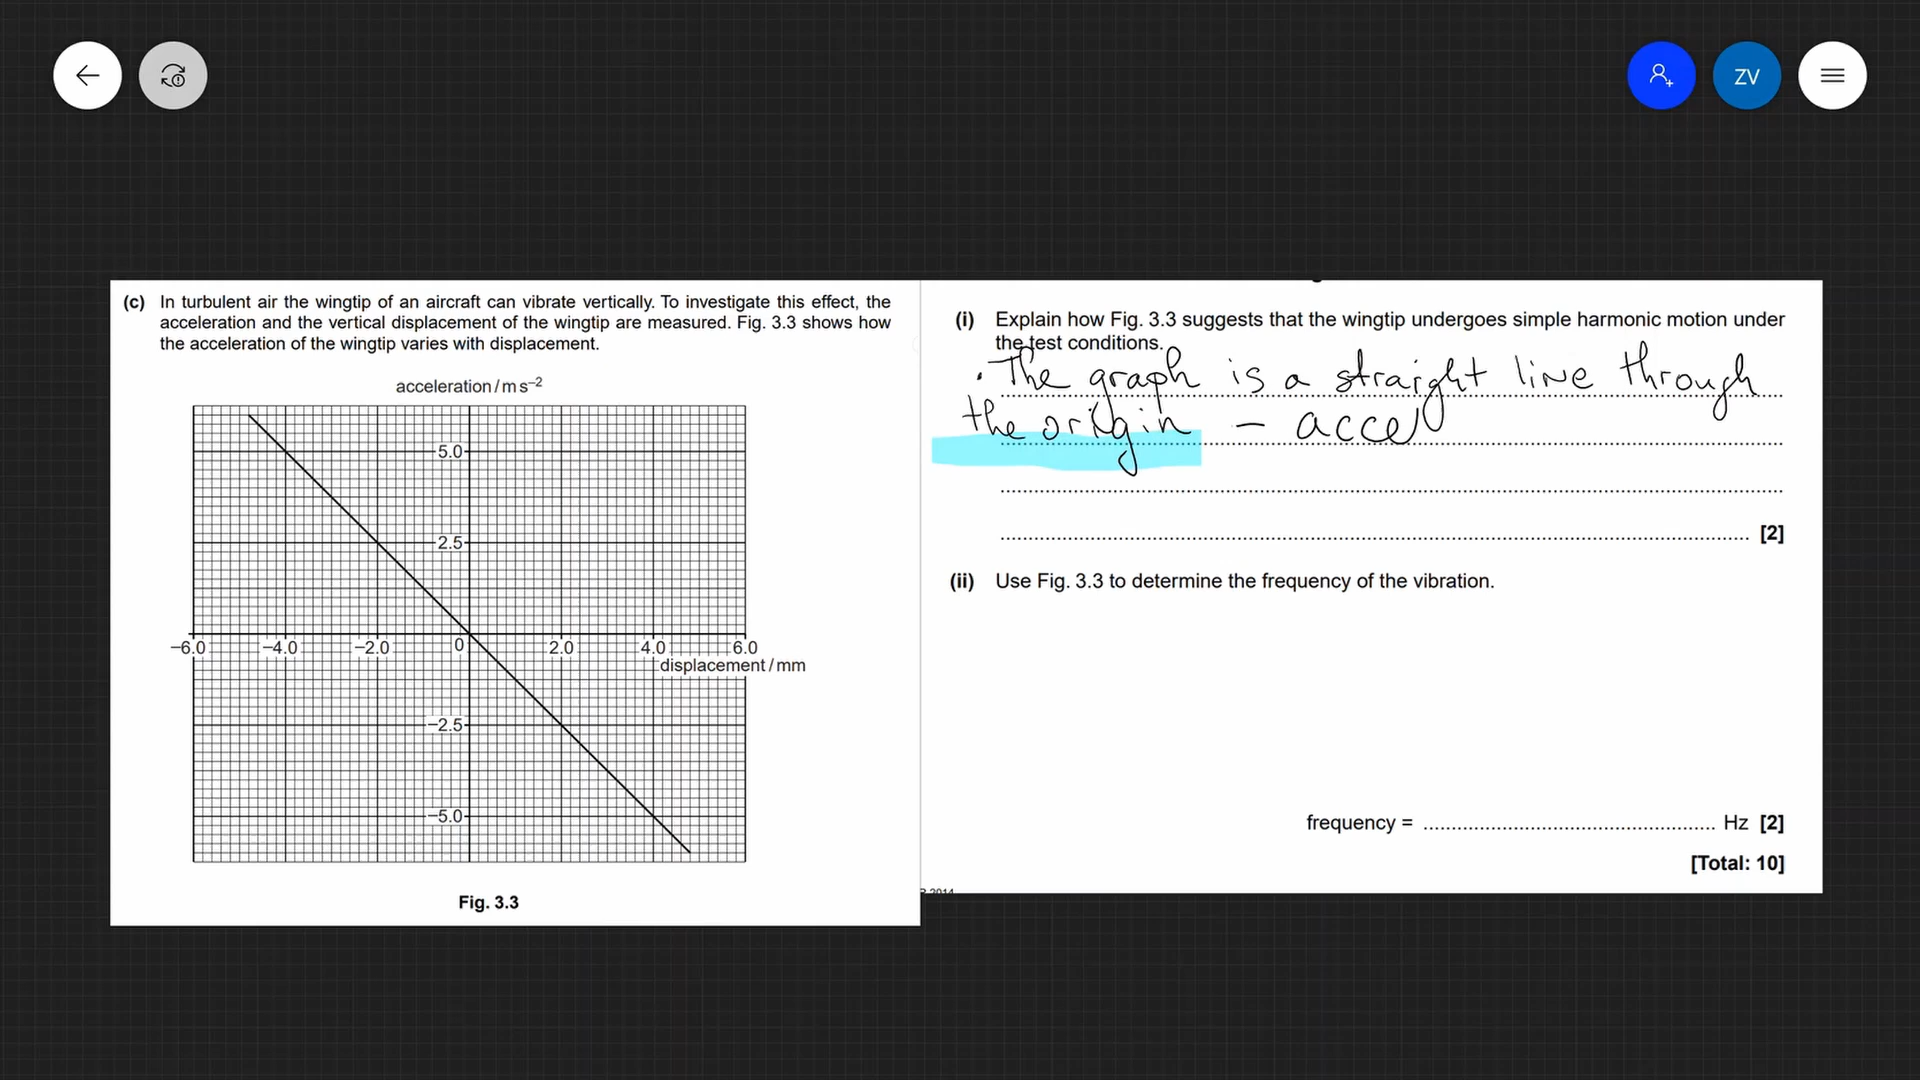 ZV
(c) In turbulent air the wingtip of an aircraft can vibrate vertically. To investigate this effect, the
acceleration and the vertical displacement of the wingtip are measured. Fig. 3.3 shows how
the acceleration of the wingtip varies with displacement.
acceleration / m s⁻²
5.0
2.5
−6.0 −4.0 −2.0 0 2.0 4.0 6.0
displacement / mm
−2.5
−5.0
Fig. 3.3
(i) Explain how Fig. 3.3 suggests that the wingtip undergoes simple harmonic motion under
the test conditions.
· The graph is a straight line through
the origin – accel
[2]
(ii) Use Fig. 3.3 to determine the frequency of the vibration.
frequency = ................................................... Hz [2]
[Total: 10]
2014